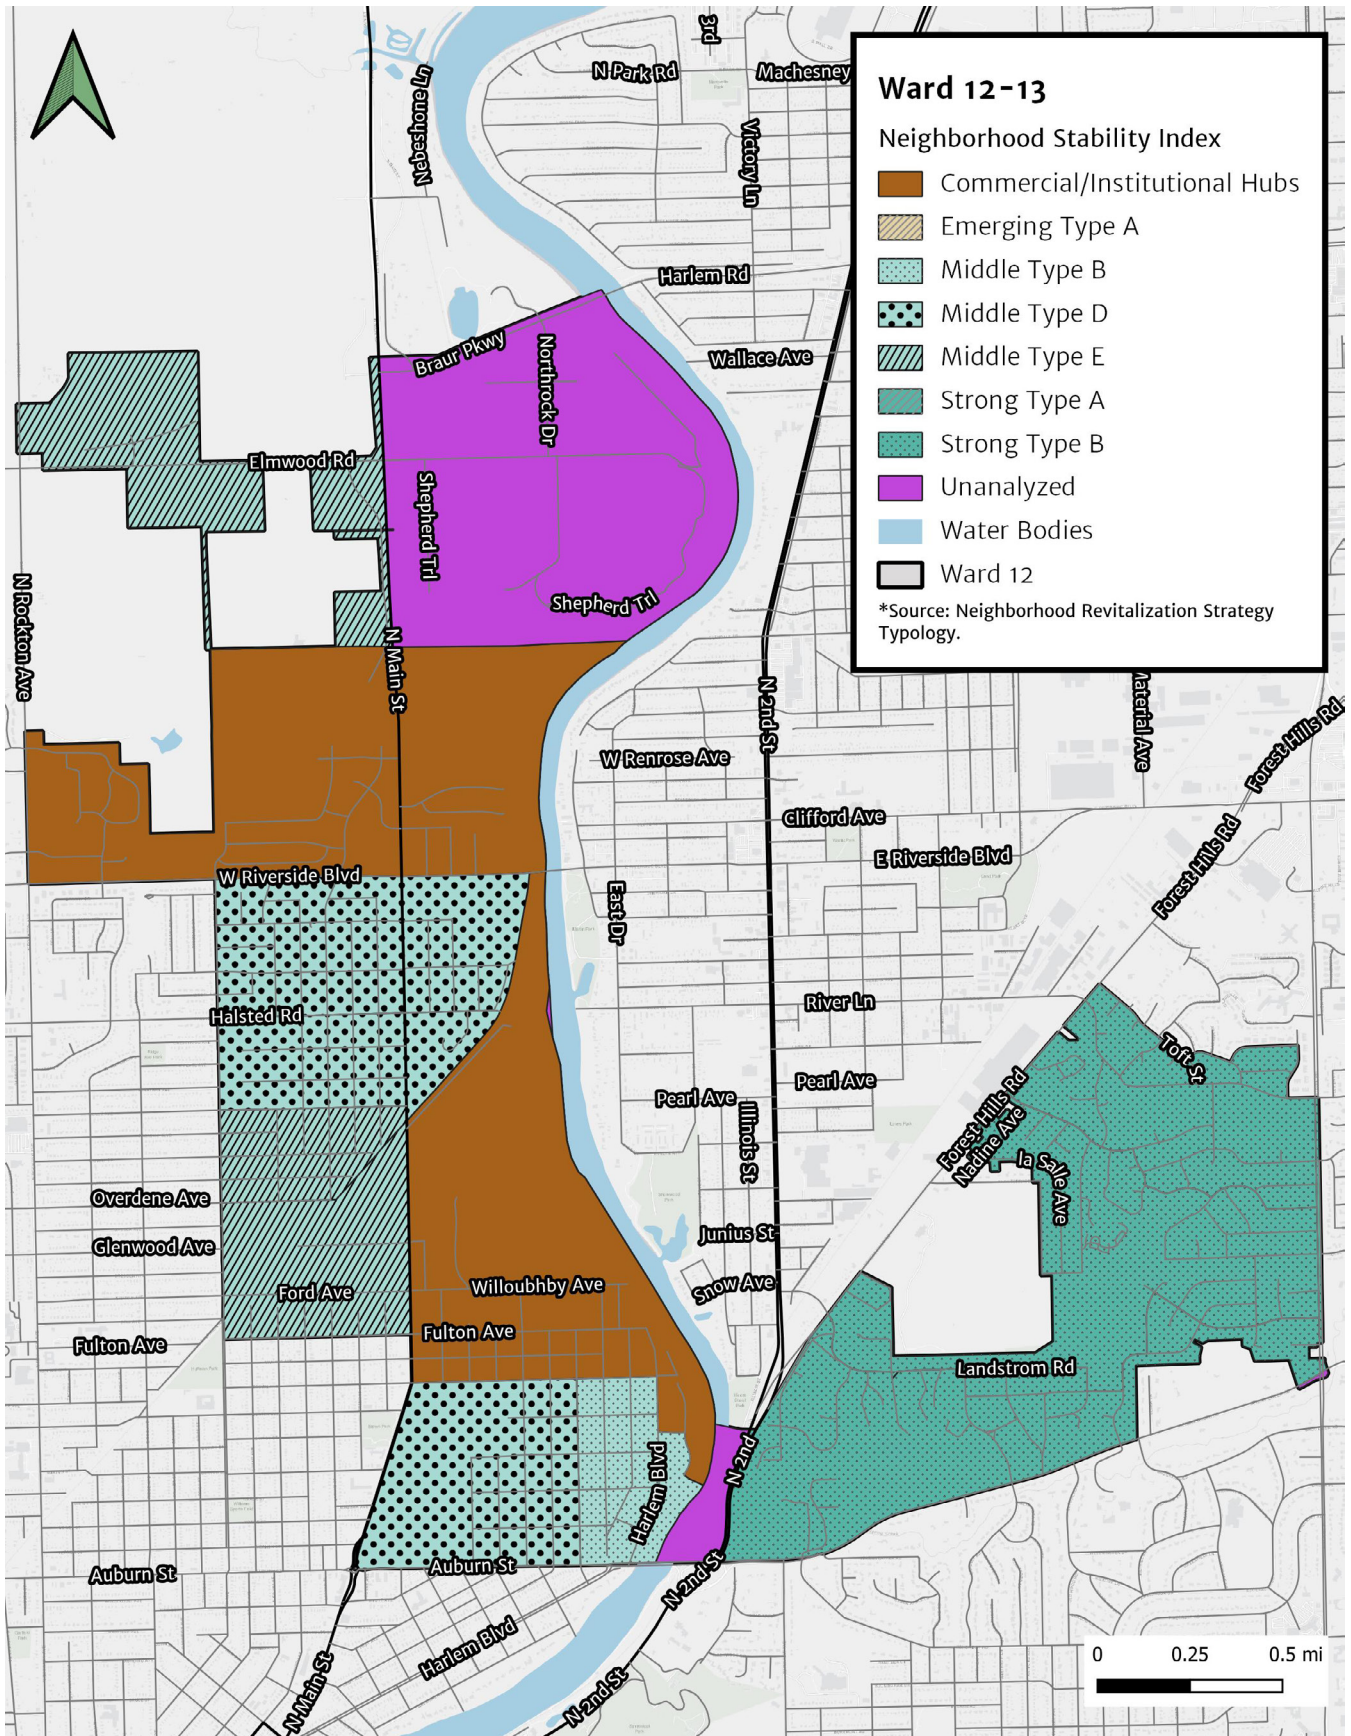 3rd
N Park Rd
Machesney
Nebeshone Ln
Victory Ln
Ward 12-13
Neighborhood Stability Index
Commercial/Institutional Hubs
Emerging Type A
Middle Type B
Middle Type D
Middle Type E
Strong Type A
Strong Type B
Unanalyzed
Water Bodies
Ward 12
*Source: Neighborhood Revitalization Strategy
Typology.
Harlem Rd
Braur Pkwy
Northrock Dr
Wallace Ave
Elmwood Rd
Shepherd Trl
Shepherd Trl
N Rockton Ave
N Main St
N 2nd St
Material Ave
Forest Hills Rd
W Renrose Ave
Clifford Ave
E Riverside Blvd
Forest Hills Rd
W Riverside Blvd
East Dr
Halsted Rd
River Ln
Toft St
Pearl Ave
Pearl Ave
Illinois St
Forest Hills Rd
Nadine Ave
la Salle Ave
Overdene Ave
Glenwood Ave
Junius St
Ford Ave
Willoubhby Ave
Snow Ave
Fulton Ave
Fulton Ave
Landstrom Rd
N 2nd
Harlem Blvd
Auburn St
Auburn St
N 2nd St
Harlem Blvd
N Main St
N 2nd St
0 0.25 0.5 mi